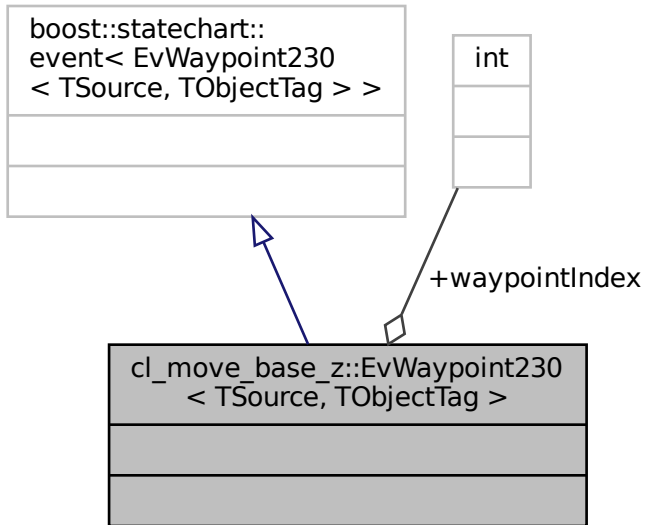 boost::statechart::
event< EvWaypoint230
< TSource, TObjectTag > >
int
+waypointIndex
cl_move_base_z::EvWaypoint230
< TSource, TObjectTag >